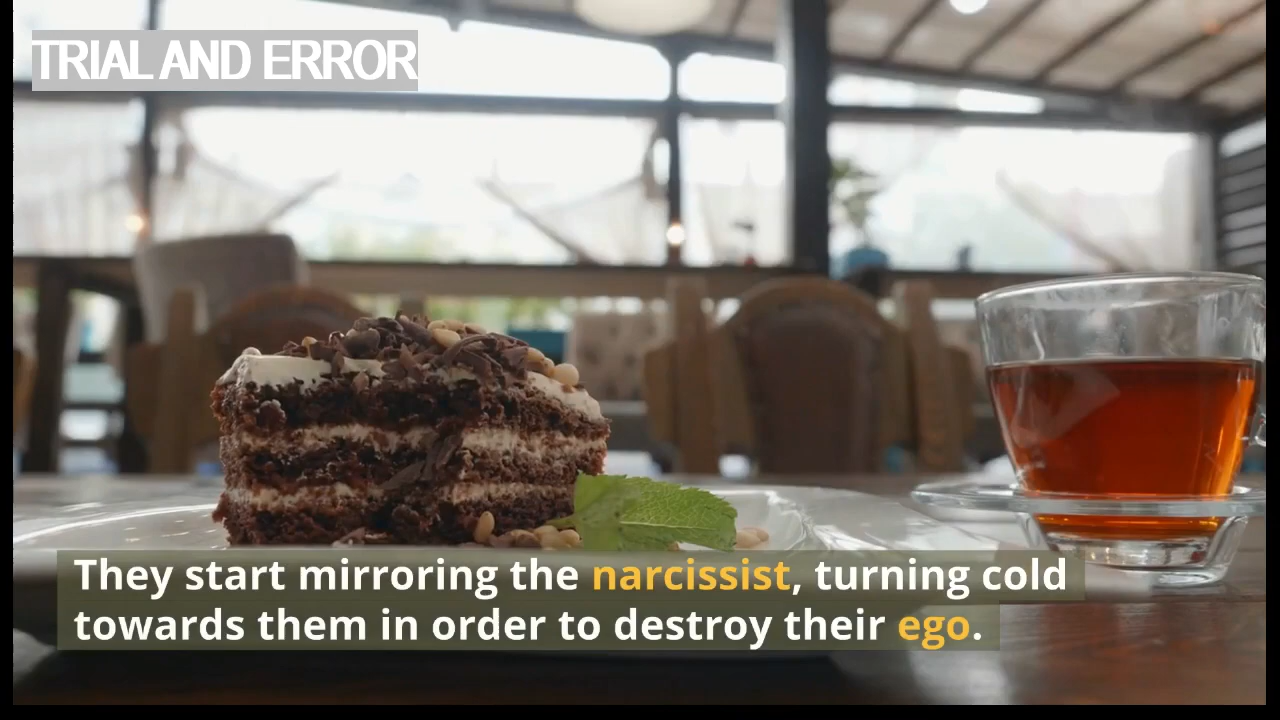 TRIAL AND ERROR
They start mirroring the narcissist, turning cold
towards them in order to destroy their ego.